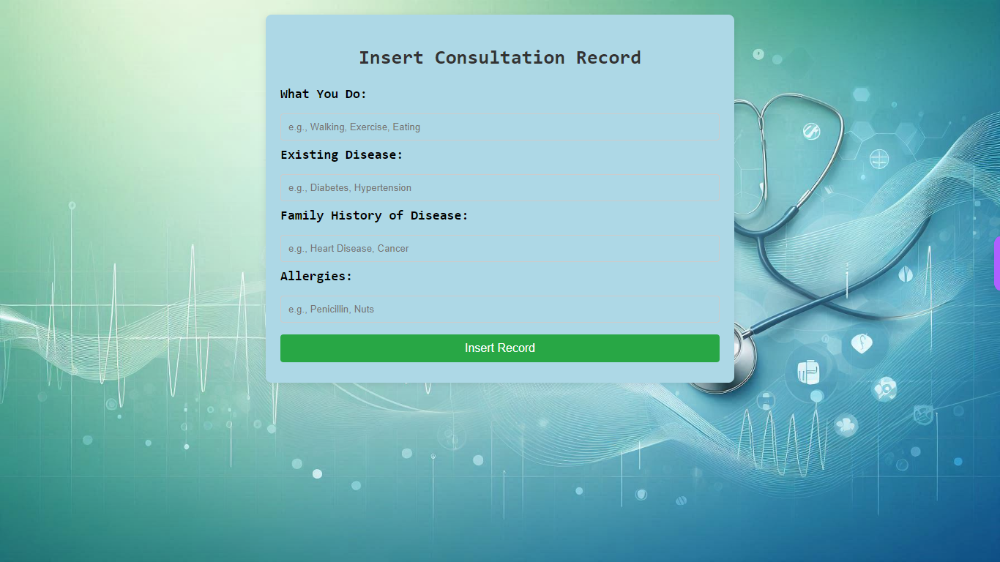 Insert Consultation Record
What You Do:
e.g., Walking, Exercise, Eating
Existing Disease:
e.g., Diabetes, Hypertension
Family History of Disease:
e.g., Heart Disease, Cancer
Allergies:
e.g., Penicillin, Nuts
Insert Record